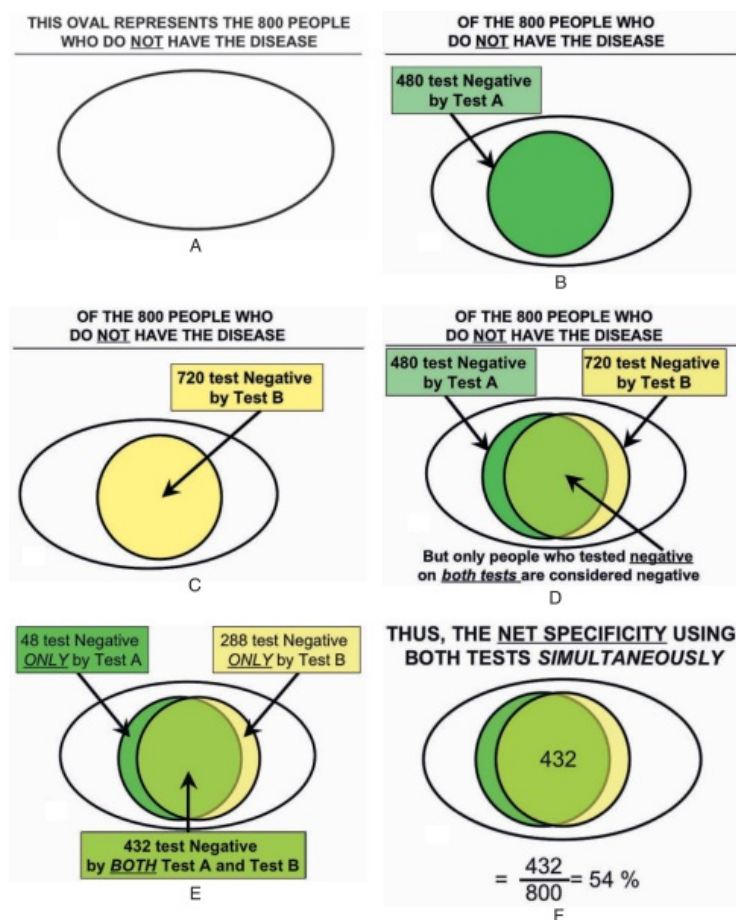 THIS OVAL REPRESENTS THE 800 PEOPLE
WHO DO NOT HAVE THE DISEASE
A
OF THE 800 PEOPLE WHO
DO NOT HAVE THE DISEASE
480 test Negative
by Test A
B
OF THE 800 PEOPLE WHO
DO NOT HAVE THE DISEASE
720 test Negative
by Test B
C
OF THE 800 PEOPLE WHO
DO NOT HAVE THE DISEASE
480 test Negative
by Test A
720 test Negative
by Test B
But only people who tested negative
on both tests are considered negative
D
48 test Negative
ONLY by Test A
288 test Negative
ONLY by Test B
432 test Negative
by BOTH Test A and Test B
E
THUS, THE NET SPECIFICITY USING
BOTH TESTS SIMULTANEOUSLY
432
= 432
800 = 54 %
F